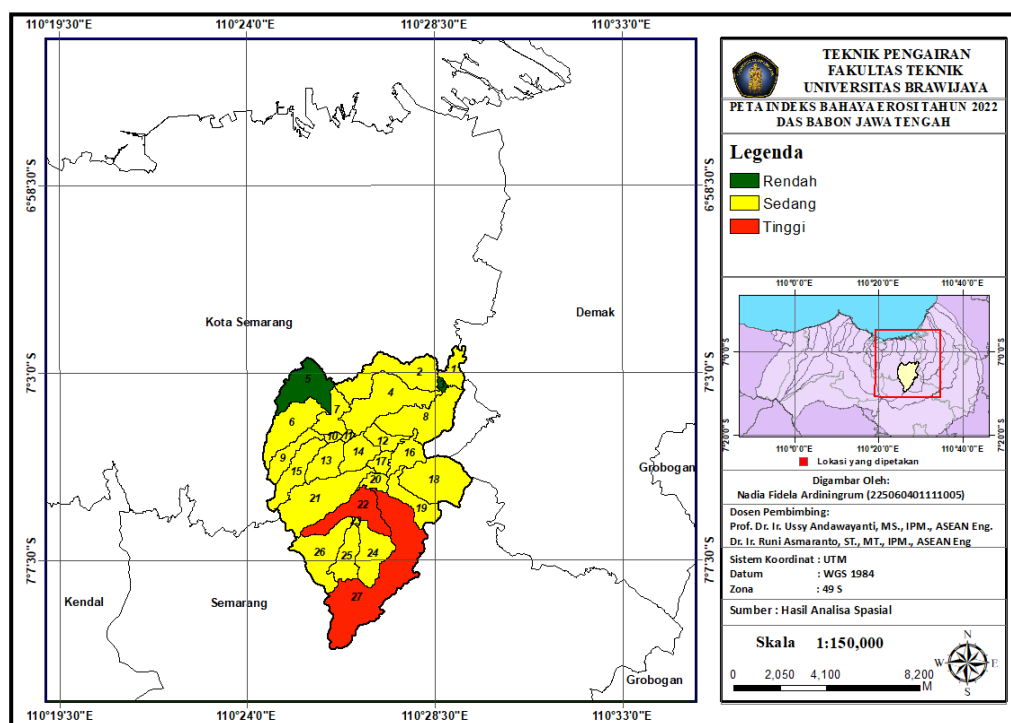 110°19'30"E 110°24'0"E 110°28'30"E 110°33'0"E
6°58'30"S 6°58'30"S
7°3'0"S 7°3'0"S
7°7'30"S 7°7'30"S
Kota Semarang
Demak
Grobogan
Kendal
Semarang
Grobogan
1
2
5
4
7
8
6
10
11
12
9
13
14
16
15
17
18
20
21
19
22
23
26
25
24
27
110°19'30"E 110°24'0"E 110°28'30"E 110°33'0"E
TEKNIK PENGAIRAN
FAKULTAS TEKNIK
UNIVERSITAS BRAWIJAYA
PETA INDEKS BAHAYA EROSI TAHUN 2022
DAS BABON JAWA TENGAH
Legenda
Rendah
Sedang
Tinggi
110°0'0"E 110°20'0"E 110°40'0"E
7°0'0"S 7°0'0"S
7°20'0"S 7°20'0"S
110°0'0"E 110°20'0"E 110°40'0"E
Lokasi yang dipetakan
Digambar Oleh:
Nadia Fidela Ardiningrum (225060401111005)
Dosen Pembimbing:
Prof. Dr. Ir. Ussy Andawayanti, MS., IPM., ASEAN Eng.
Dr. Ir. Runi Asmaranto, ST., MT., IPM., ASEAN Eng
Sistem Koordinat : UTM
Datum : WGS 1984
Zona : 49 S
Sumber : Hasil Analisa Spasial
Skala 1:150,000
0 2,050 4,100 8,200
M
N
W E
S